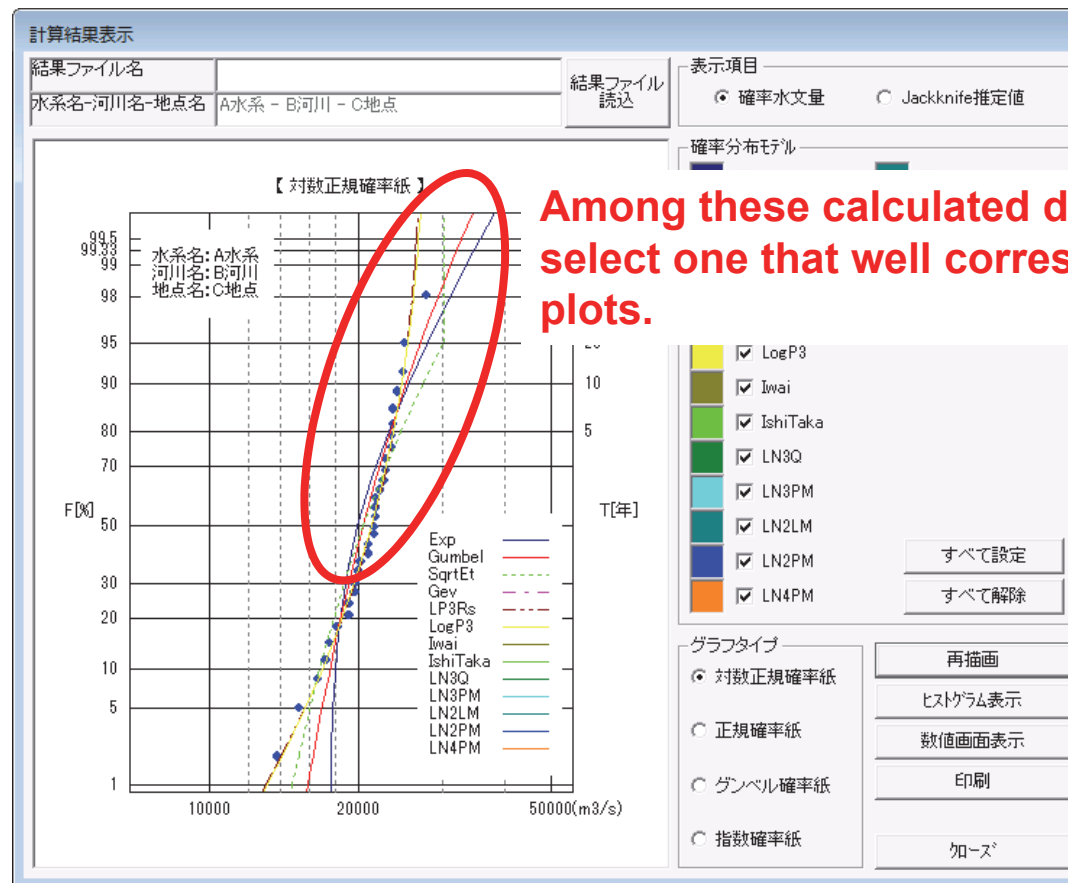 計算結果表示
結果ファイル名
水系名-河川名-地点名 A水系 - B河川 - C地点
結果ファイル
読込
表示項目
確率水文量 Jackknife推定値
確率分布モデル
Among these calculated d
select one that well corres
plots.
【 対数正規確率紙 】
水系名:A水系
河川名:B河川
地点名:C地点
99.5
99.33
99
98
95
90
80
70
50
30
20
10
5
1
F[%]
10
5
T[年]
10000 20000 50000(m3/s)
Exp
Gumbel
SqrtEt
Gev
LP3Rs
LogP3
Iwai
IshiTaka
LN3Q
LN3PM
LN2LM
LN2PM
LN4PM
LogP3
Iwai
IshiTaka
LN3Q
LN3PM
LN2LM
LN2PM
LN4PM
すべて設定
すべて解除
グラフタイプ
対数正規確率紙
正規確率紙
グンベル確率紙
指数確率紙
再描画
ヒストグラム表示
数値画面表示
印刷
クローズ